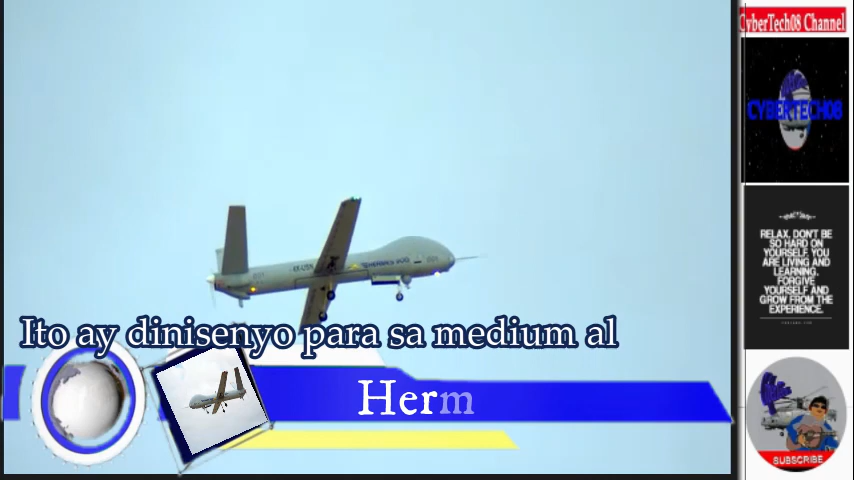 CyberTech08 Channel
CYBERTECH08
RELAX, DON'T BE
SO HARD ON
YOURSELF. YOU
ARE LIVING AND
LEARNING.
FORGIVE
YOURSELF AND
GROW FROM THE
EXPERIENCE.
Ito ay dinisenyo para sa medium al
Herm
SUBSCRIBE